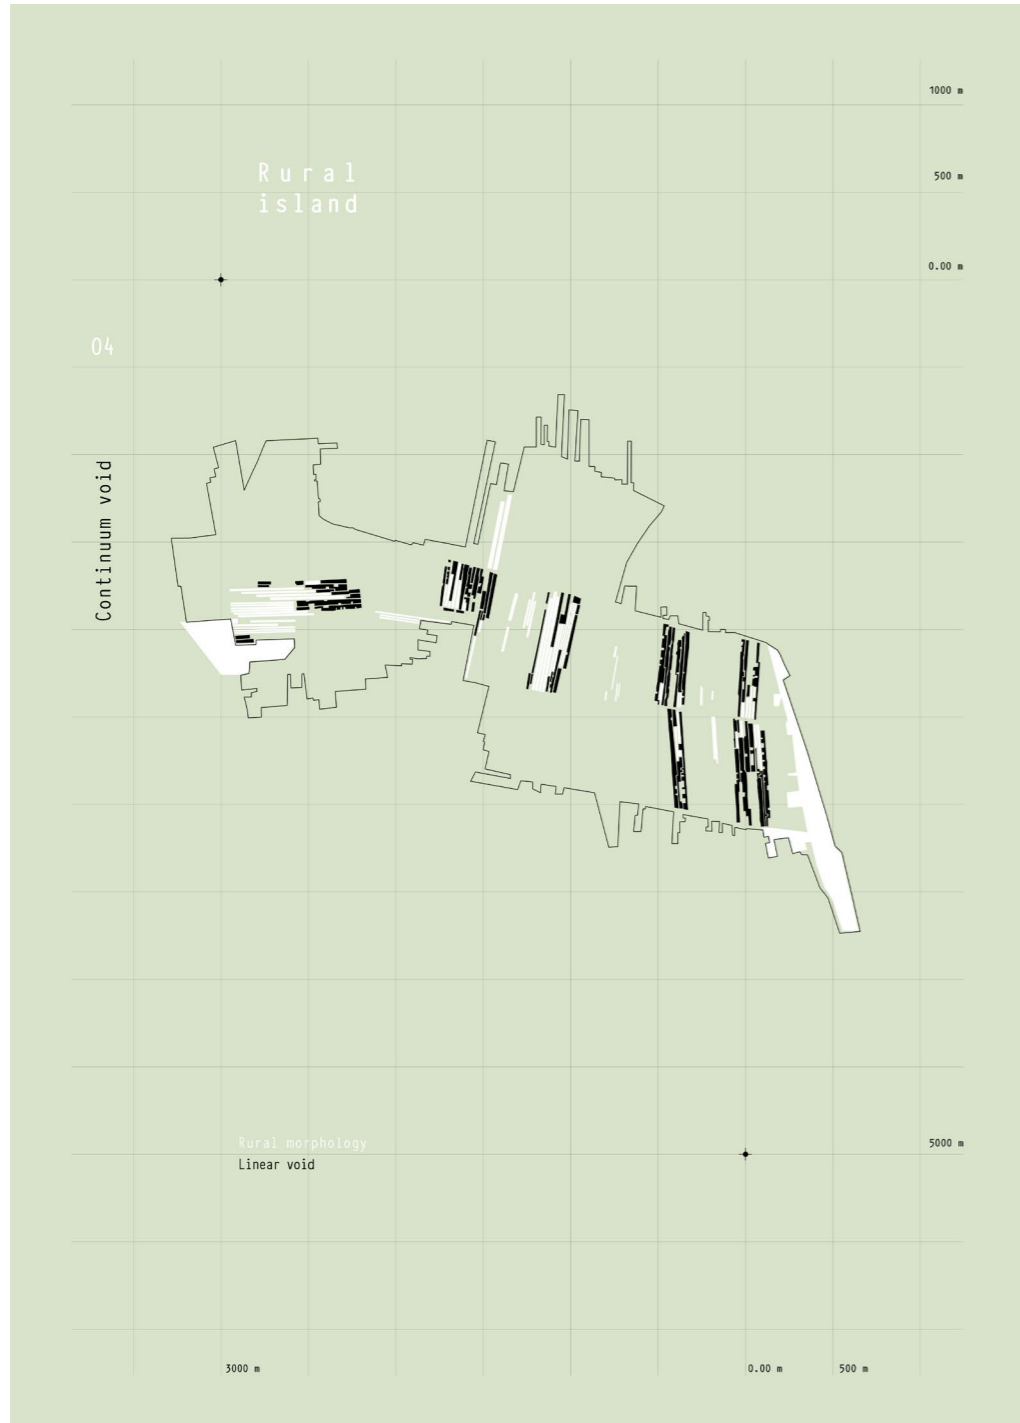 1000 m
500 m
0.00 m
Rural
island
04
Continuum void
Rural morphology
Linear void
5000 m
3000 m
0.00 m
500 m